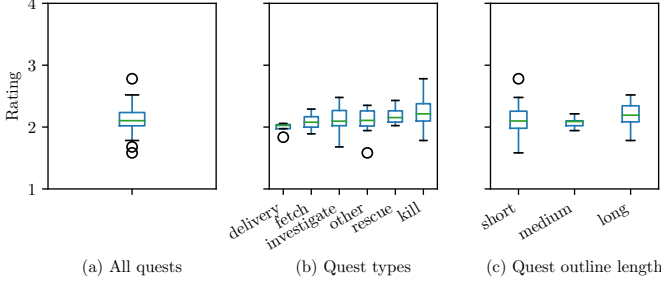 4
3
2
1
Rating
delivery
fetch
investigate
other
rescue
kill
short
medium
long
(a) All quests
(b) Quest types
(c) Quest outline length